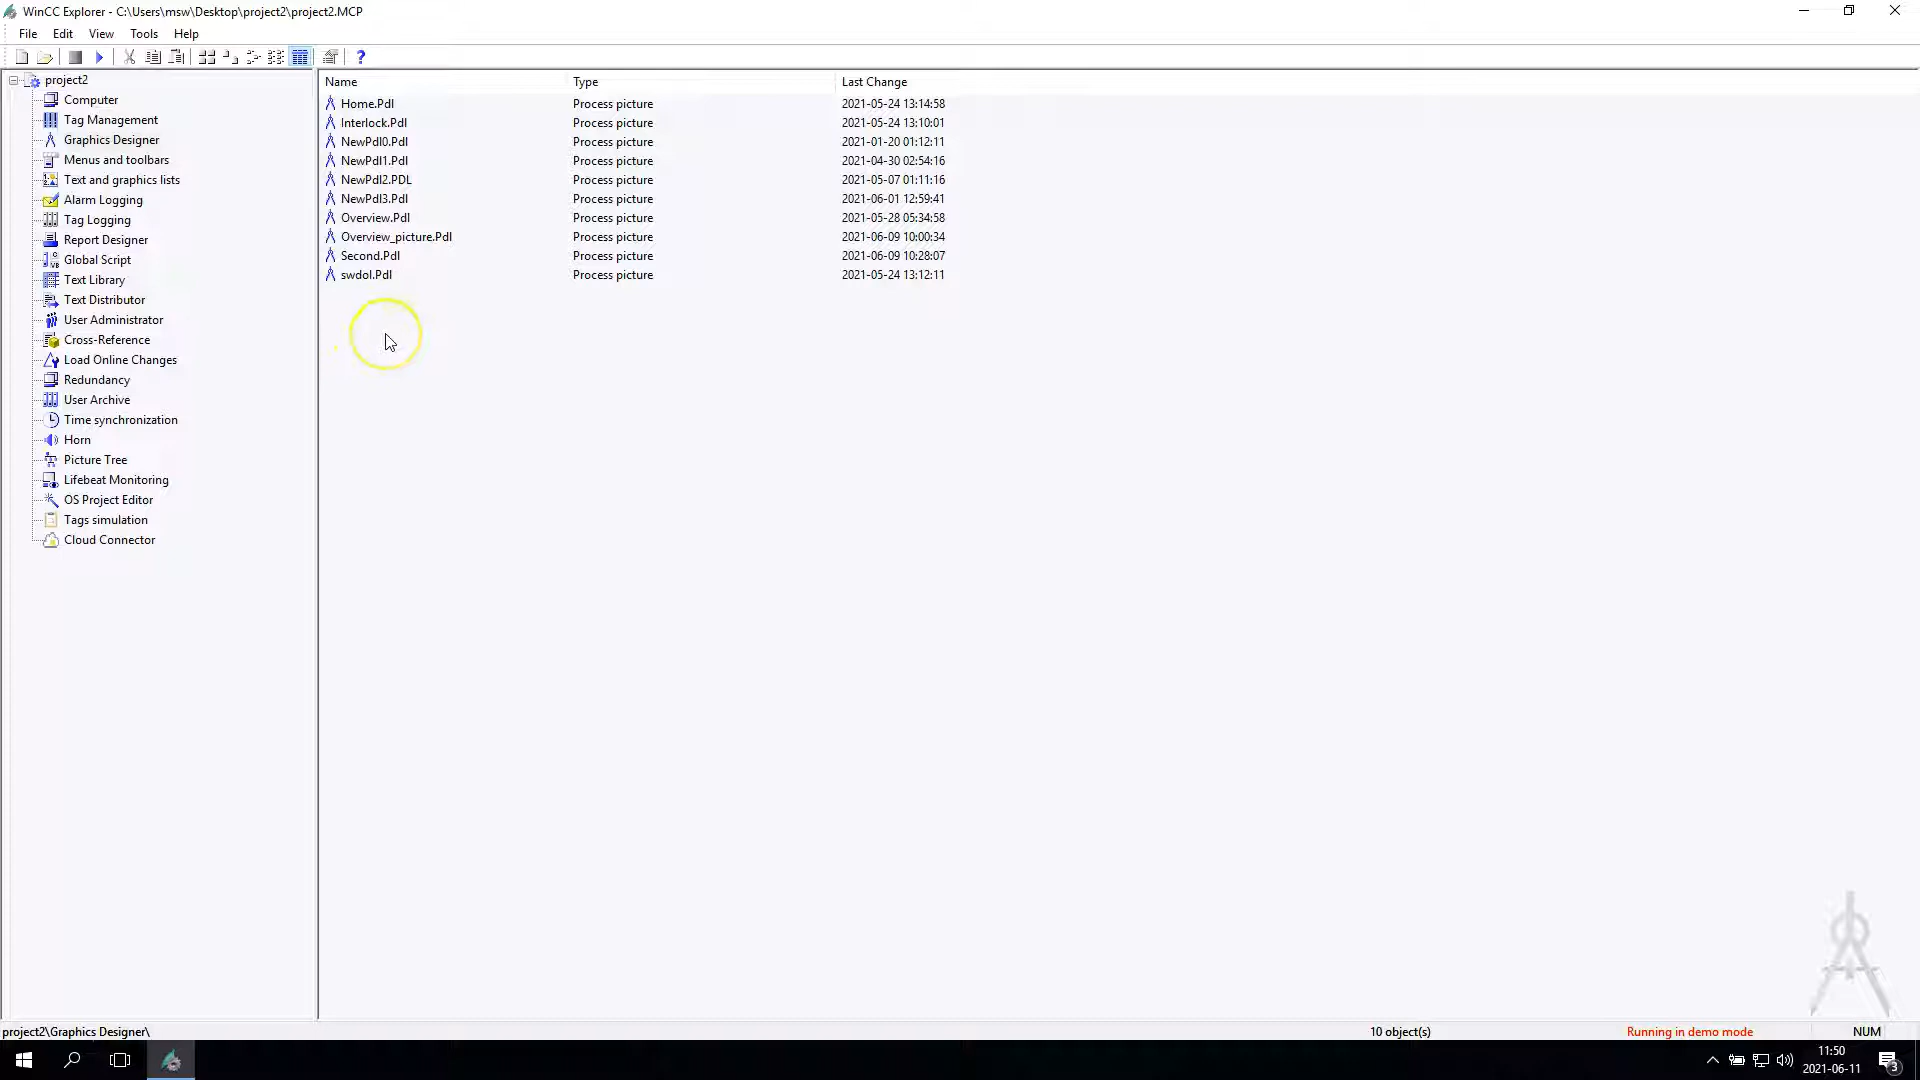 WinCC Explorer - C:\Users\msw\Desktop\project2\project2.MCP
File Edit View Tools Help
project2
Computer
Tag Management
Graphics Designer
Menus and toolbars
Text and graphics lists
Alarm Logging
Tag Logging
Report Designer
Global Script
Text Library
Text Distributor
User Administrator
Cross-Reference
Load Online Changes
Redundancy
User Archive
Time synchronization
Horn
Picture Tree
Lifebeat Monitoring
OS Project Editor
Tags simulation
Cloud Connector
Name Type Last Change
Home.Pdl Process picture 2021-05-24 13:14:58
Interlock.Pdl Process picture 2021-05-24 13:10:01
NewPdl0.Pdl Process picture 2021-01-20 01:12:11
NewPdl1.Pdl Process picture 2021-04-30 02:54:16
NewPdl2.PDL Process picture 2021-05-07 01:11:16
NewPdl3.Pdl Process picture 2021-06-01 12:59:41
Overview.Pdl Process picture 2021-05-28 05:34:58
Overview_picture.Pdl Process picture 2021-06-09 10:00:34
Second.Pdl Process picture 2021-06-09 10:28:07
swdol.Pdl Process picture 2021-05-24 13:12:11
project2\Graphics Designer\ 10 object(s) Running in demo mode NUM
11:50
2021-06-11
3